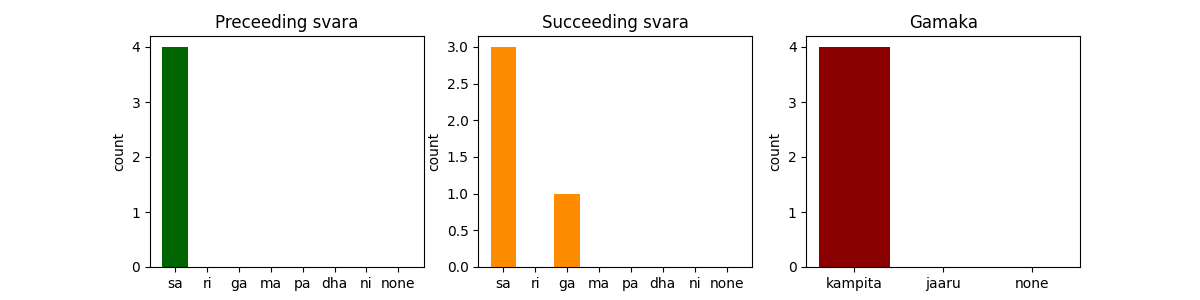 Preceeding svara
count
4
3
2
1
0
sa ri ga ma pa dha ni none
Succeeding svara
count
3.0
2.5
2.0
1.5
1.0
0.5
0.0
sa ri ga ma pa dha ni none
Gamaka
count
4
3
2
1
0
kampita jaaru none